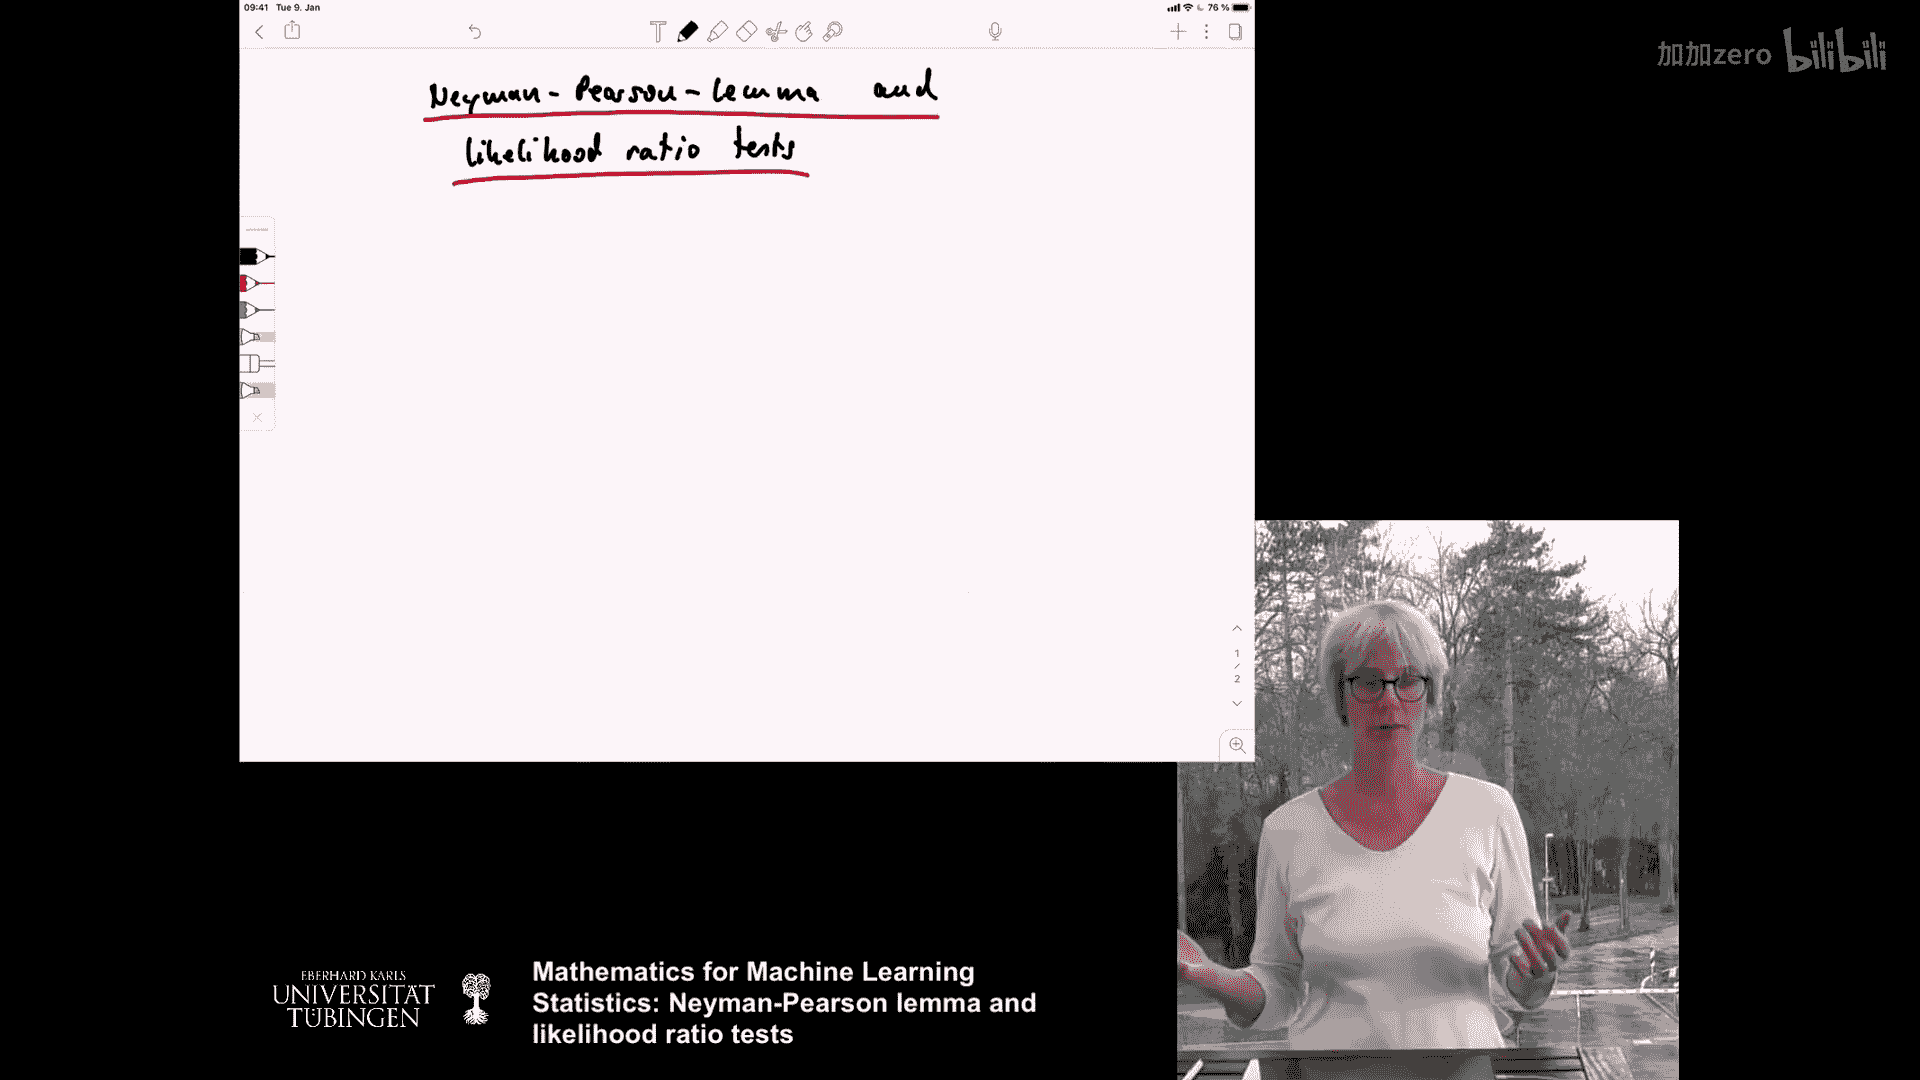 09:41 Tue 9. Jan
76 %
加加zero bilibili
Neyman - Pearson - lemma and
likelihood ratio tests
1
/
2
EBERHARD KARLS
UNIVERSITÄT
TÜBINGEN
Mathematics for Machine Learning
Statistics: Neyman-Pearson lemma and
likelihood ratio tests